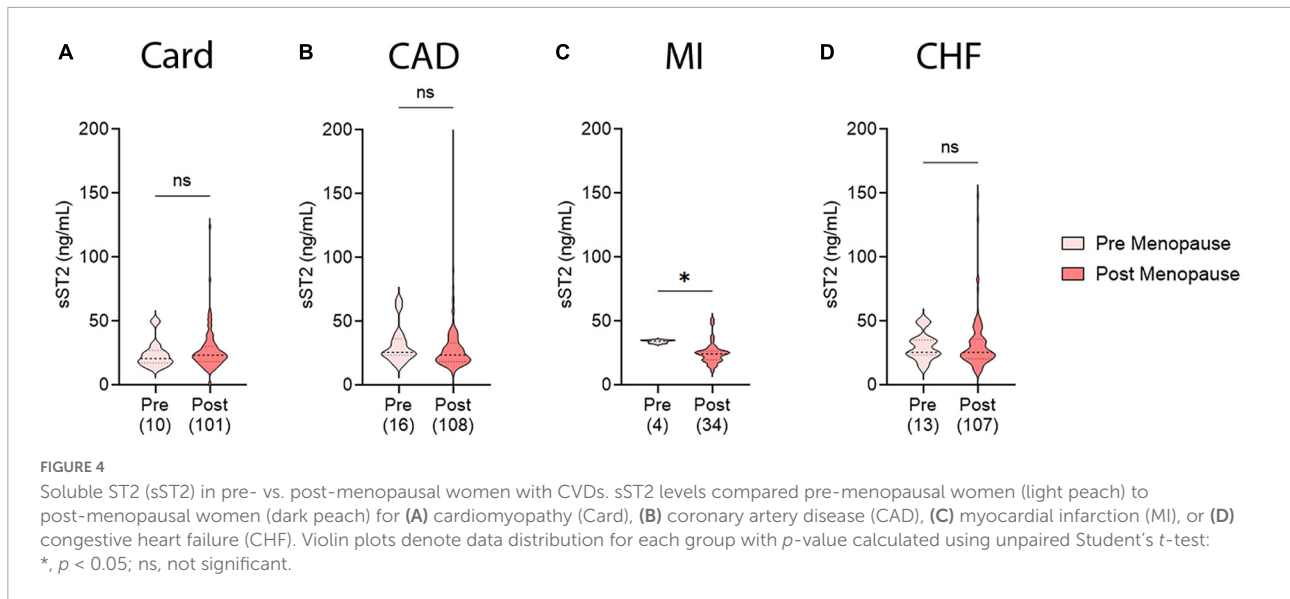 A Card
ns
200
150
100
50
0
sST2 (ng/mL)
Pre Post
(10) (101)
B CAD
ns
200
150
100
50
0
sST2 (ng/mL)
Pre Post
(16) (108)
C MI
*
200
150
100
50
0
sST2 (ng/mL)
Pre Post
(4) (34)
D CHF
ns
200
150
100
50
0
sST2 (ng/mL)
Pre Post
(13) (107)
Pre Menopause
Post Menopause
FIGURE 4
Soluble ST2 (sST2) in pre- vs. post-menopausal women with CVDs. sST2 levels compared pre-menopausal women (light peach) to
post-menopausal women (dark peach) for (A) cardiomyopathy (Card), (B) coronary artery disease (CAD), (C) myocardial infarction (MI), or (D)
congestive heart failure (CHF). Violin plots denote data distribution for each group with p-value calculated using unpaired Student’s t-test:
*, p < 0.05; ns, not significant.